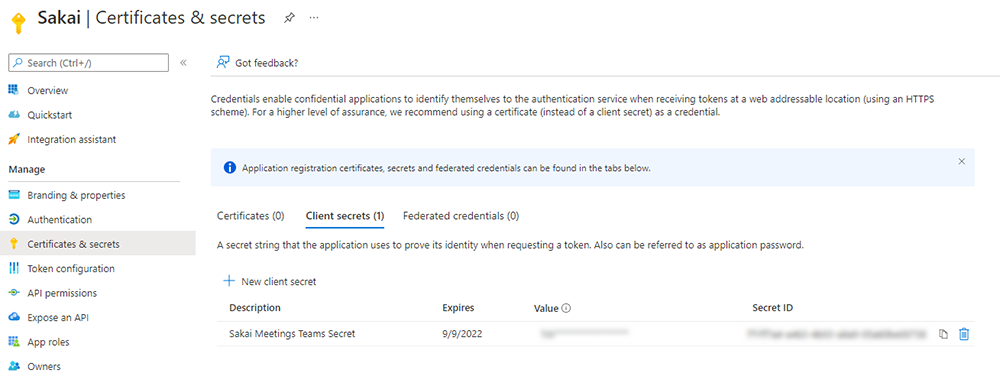 Sakai | Certificates & secrets
Search (Ctrl+/)
«
Overview
Quickstart
Integration assistant
Manage
Branding & properties
Authentication
Certificates & secrets
Token configuration
API permissions
Expose an API
App roles
Owners
Got feedback?
Credentials enable confidential applications to identify themselves to the authentication service when receiving tokens at a web addressable location (using an HTTPS
scheme). For a higher level of assurance, we recommend using a certificate (instead of a client secret) as a credential.
Application registration certificates, secrets and federated credentials can be found in the tabs below.
Certificates (0) Client secrets (1) Federated credentials (0)
A secret string that the application uses to prove its identity when requesting a token. Also can be referred to as application password.
New client secret
Description Expires Value Secret ID
Sakai Meetings Teams Secret 9/9/2022